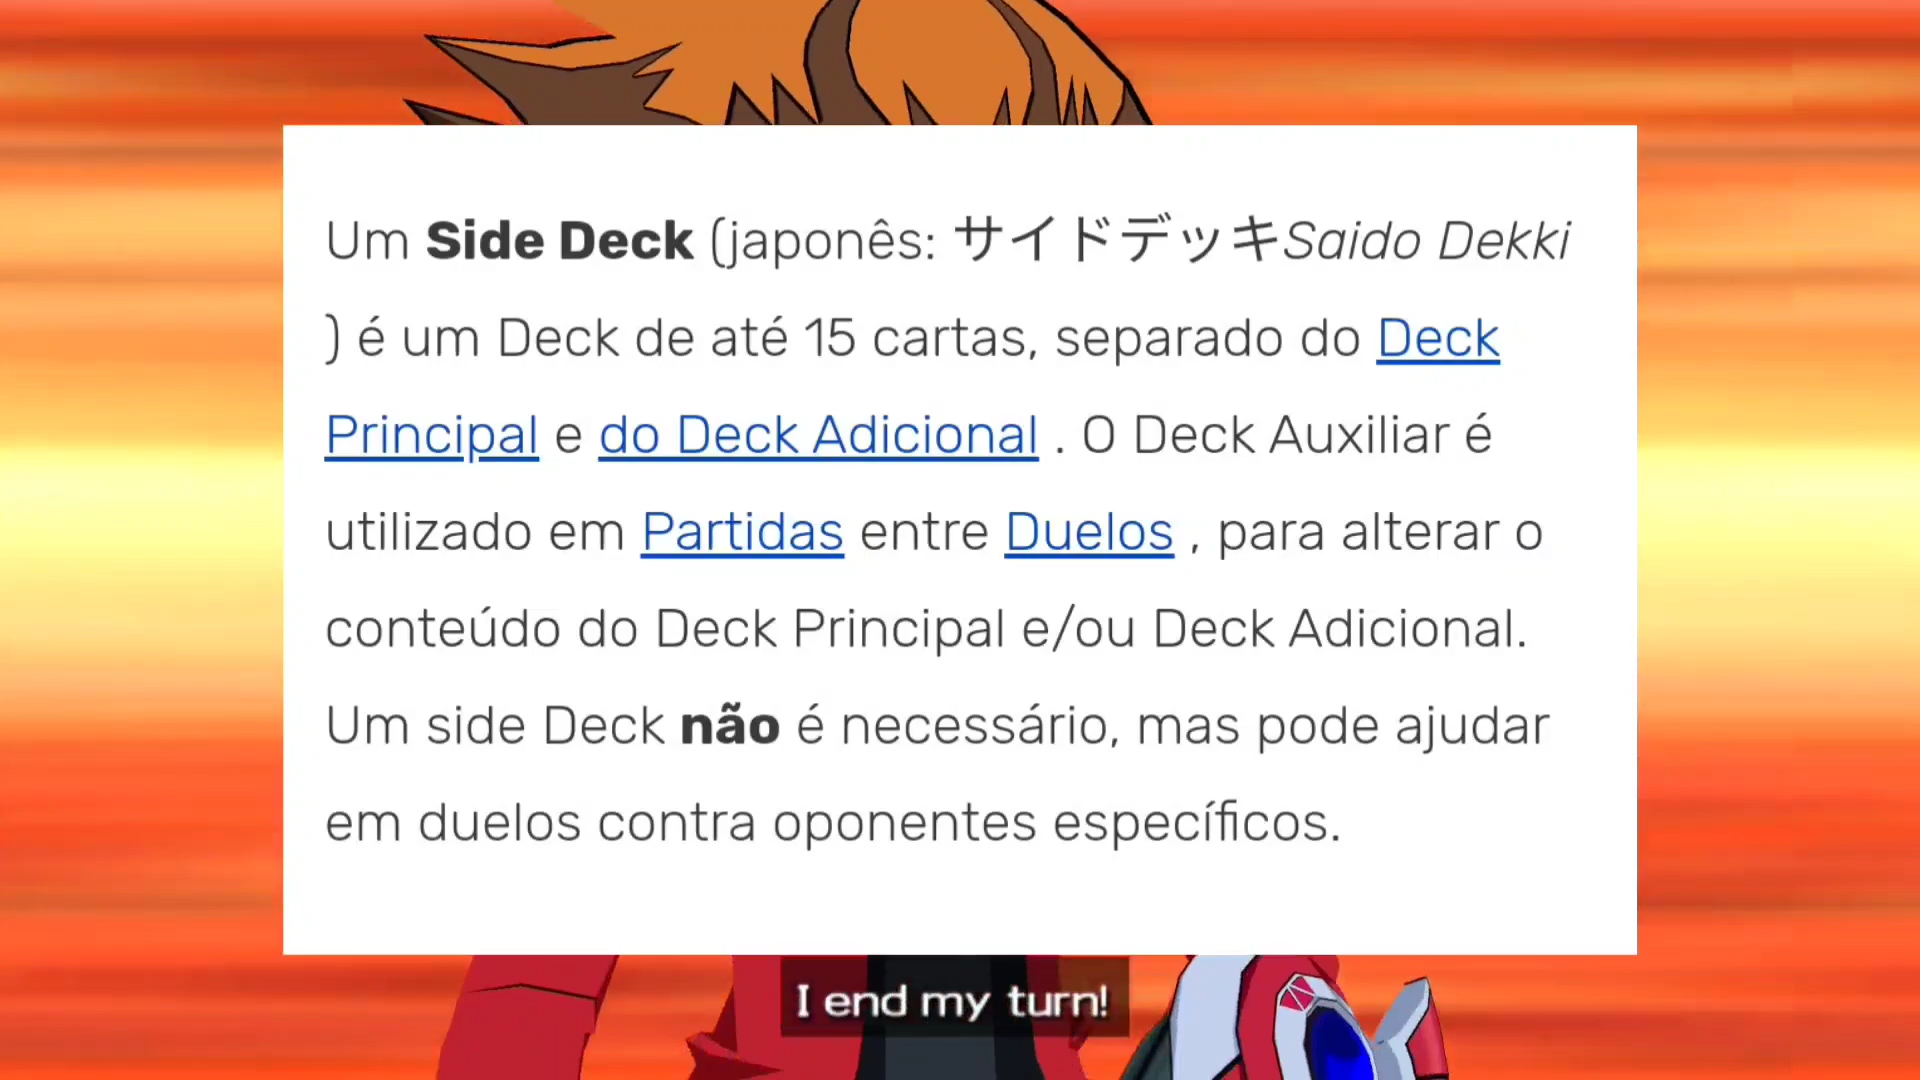 Um Side Deck (japonês: サイドデッキSaido Dekki
) é um Deck de até 15 cartas, separado do Deck
Principal e do Deck Adicional . O Deck Auxiliar é
utilizado em Partidas entre Duelos , para alterar o
conteúdo do Deck Principal e/ou Deck Adicional.
Um side Deck não é necessário, mas pode ajudar
em duelos contra oponentes específicos.
I end my turn!